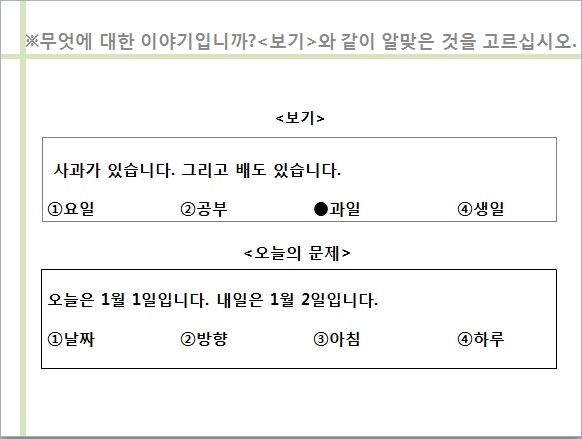 ※무엇에 대한 이야기입니까?<보기>와 같이 알맞은 것을 고르십시오.
<보기>
사과가 있습니다. 그리고 배도 있습니다.
①요일 ②공부 ●과일 ④생일
<오늘의 문제>
오늘은 1월 1일입니다. 내일은 1월 2일입니다.
①날짜 ②방향 ③아침 ④하루